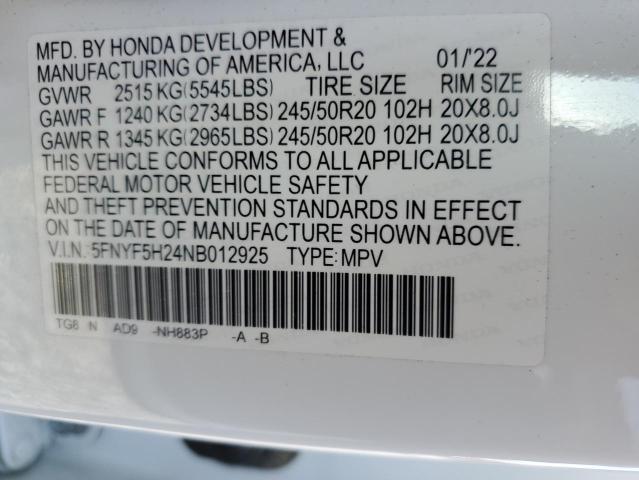 MFD. BY HONDA DEVELOPMENT &
MANUFACTURING OF AMERICA, LLC 01/'22
GVWR 2515 KG(5545LBS) TIRE SIZE RIM SIZE
GAWR F 1240 KG(2734LBS) 245/50R20 102H 20X8.0J
GAWR R 1345 KG(2965LBS) 245/50R20 102H 20X8.0J
THIS VEHICLE CONFORMS TO ALL APPLICABLE
FEDERAL MOTOR VEHICLE SAFETY
AND THEFT PREVENTION STANDARDS IN EFFECT
ON THE DATE OF MANUFACTURE SHOWN ABOVE.
V.I.N.:5FNYF5H24NB012925 TYPE:MPV
TG8 N AD9 -NH883P -A -B